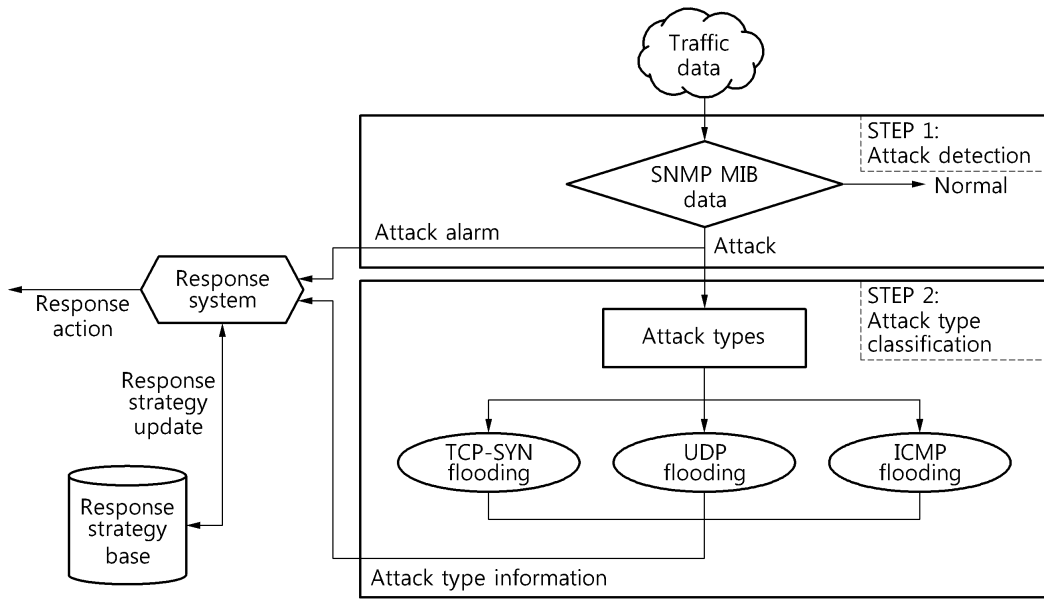 Traffic
data
STEP 1:
Attack detection
SNMP MIB
data
Normal
Attack alarm
Attack
Response
system
Response
action
STEP 2:
Attack type
classification
Attack types
Response
strategy
update
TCP-SYN
flooding
UDP
flooding
ICMP
flooding
Response
strategy
base
Attack type information